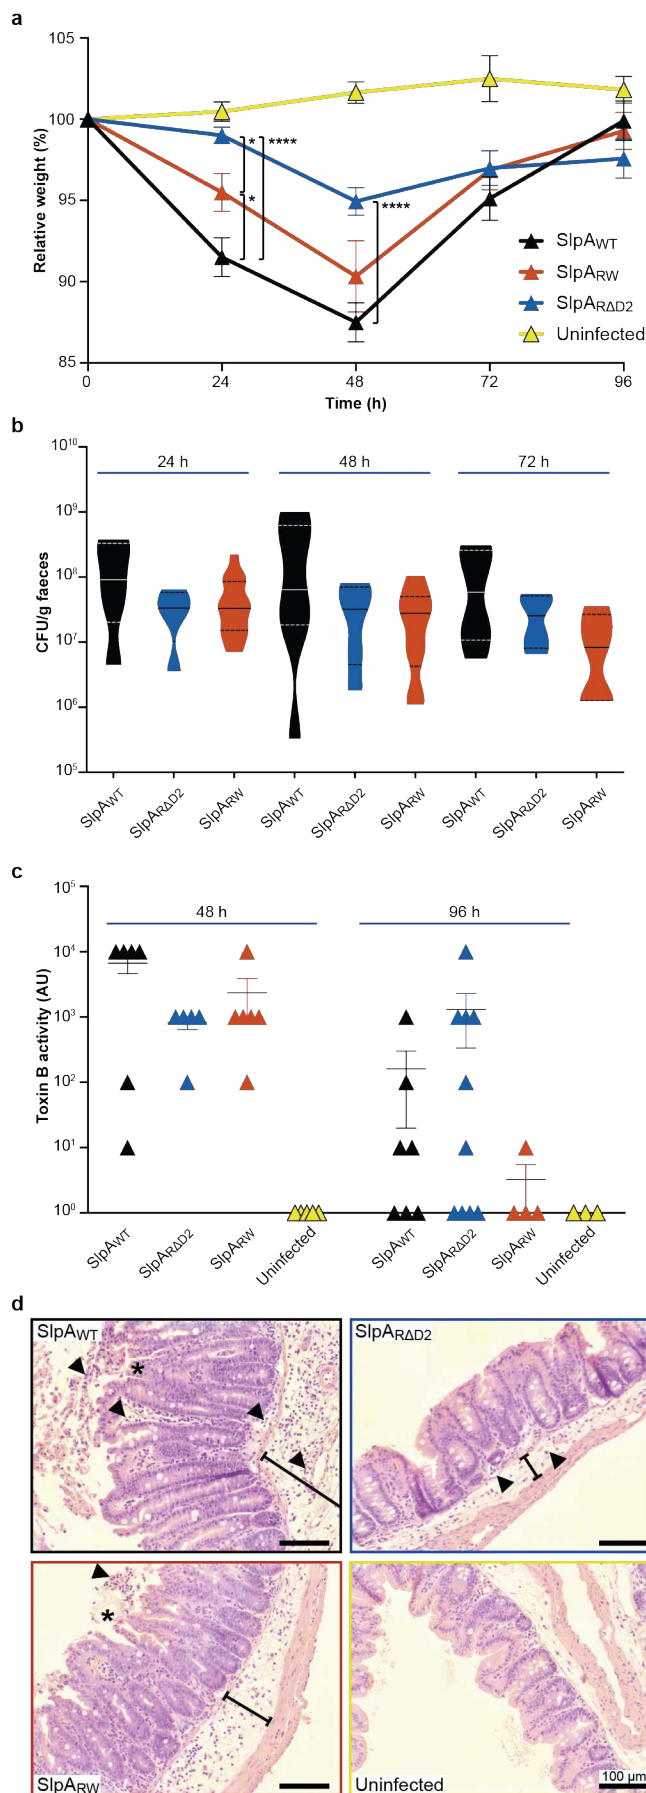 a
105
100
95
90
85
Relative weight (%)
*
****
*
****
SlpAWT
SlpARW
SlpARΔD2
Uninfected
0 24 48 72 96
Time (h)
b
10^10
10^9
10^8
10^7
10^6
10^5
CFU/g faeces
24 h 48 h 72 h
SlpAWT SlpARΔD2 SlpARW SlpAWT SlpARΔD2 SlpARW SlpAWT SlpARΔD2 SlpARW
c
10^5
10^4
10^3
10^2
10^1
10^0
Toxin B activity (AU)
48 h 96 h
SlpAWT SlpARΔD2 SlpARW Uninfected SlpAWT SlpARΔD2 SlpARW Uninfected
d
SlpAWT
*
SlpARΔD2
*
SlpARW
Uninfected
100 µm